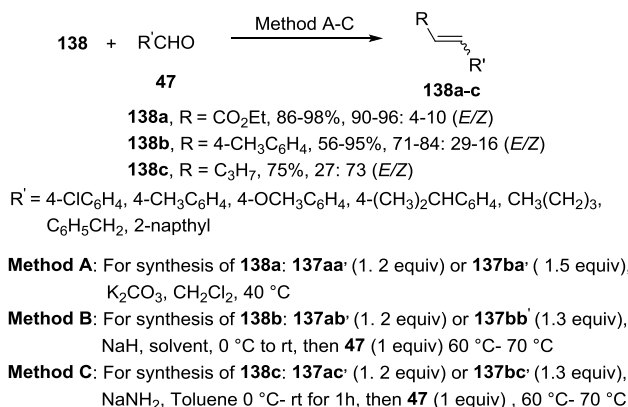 Method A-C
138 + R'CHO
R
R'
47
138a-c
138a, R = CO2Et, 86-98%, 90-96: 4-10 (E/Z)
138b, R = 4-CH3C6H4, 56-95%, 71-84: 29-16 (E/Z)
138c, R = C3H7, 75%, 27: 73 (E/Z)
R' = 4-ClC6H4, 4-CH3C6H4, 4-OCH3C6H4, 4-(CH3)2CHC6H4, CH3(CH2)3,
C6H5CH2, 2-napthyl
Method A: For synthesis of 138a: 137aa' (1. 2 equiv) or 137ba' ( 1.5 equiv),
K2CO3, CH2Cl2, 40 °C
Method B: For synthesis of 138b: 137ab' (1. 2 equiv) or 137bb' (1.3 equiv),
NaH, solvent, 0 °C to rt, then 47 (1 equiv) 60 °C- 70 °C
Method C: For synthesis of 138c: 137ac' (1. 2 equiv) or 137bc' (1.3 equiv),
NaNH2, Toluene 0 °C- rt for 1h, then 47 (1 equiv) , 60 °C- 70 °C